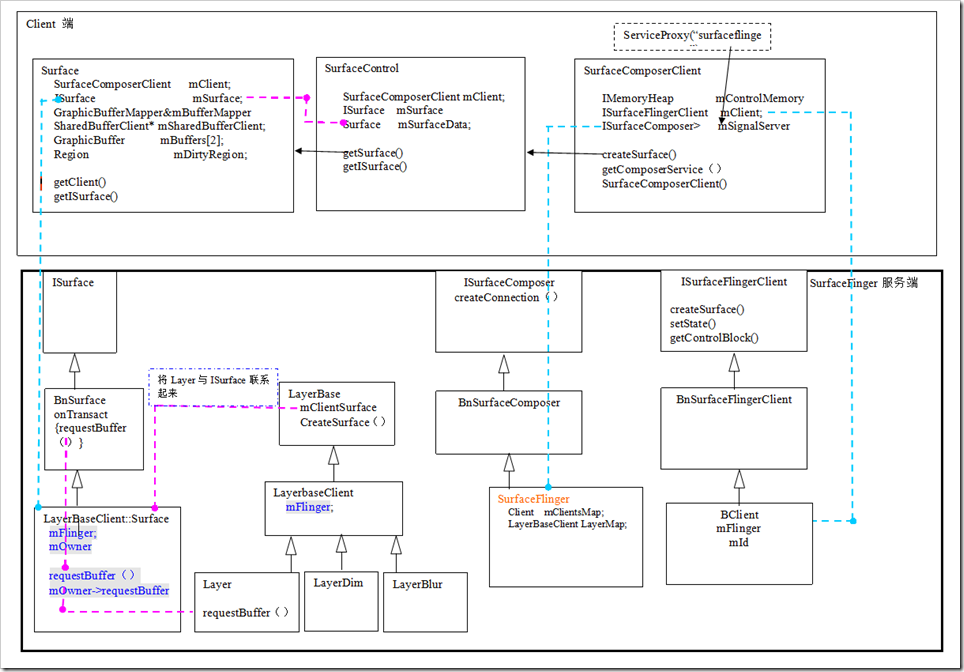 Client 端
ServiceProxy("surfaceflinge
Surface
SurfaceComposerClient mClient;
ISurface mSurface;
GraphicBufferMapper&mBufferMapper
SharedBufferClient* mSharedBufferClient;
GraphicBuffer mBuffers[2];
Region mDirtyRegion;
getClient()
getISurface()
SurfaceControl
SurfaceComposerClient mClient;
ISurface mSurface
Surface mSurfaceData;
getSurface()
getISurface()
SurfaceComposerClient
IMemoryHeap mControlMemory
ISurfaceFlingerClient mClient;
ISurfaceComposer> mSignalServer
createSurface()
getComposerService（）
SurfaceComposerClient()
ISurface
ISurfaceComposer
createConnection（）
ISurfaceFlingerClient
createSurface()
setState()
getControlBlock()
SurfaceFinger 服务端
BnSurface
onTransact
{requestBuffer
（）}
将 Layer 与 ISurface 联系
起来
LayerBase
mClientSurface
CreateSurface（）
BnSurfaceComposer
BnSurfaceFlingerClient
LayerBaseClient::Surface
mFlinger;
mOwner
requestBuffer（）
mOwner->requestBuffer
LayerbaseClient
mFlinger;
Layer
requestBuffer（）
LayerDim
LayerBlur
SurfaceFlinger
Client mClientsMap;
LayerBaseClient LayerMap;
BClient
mFlinger
mId